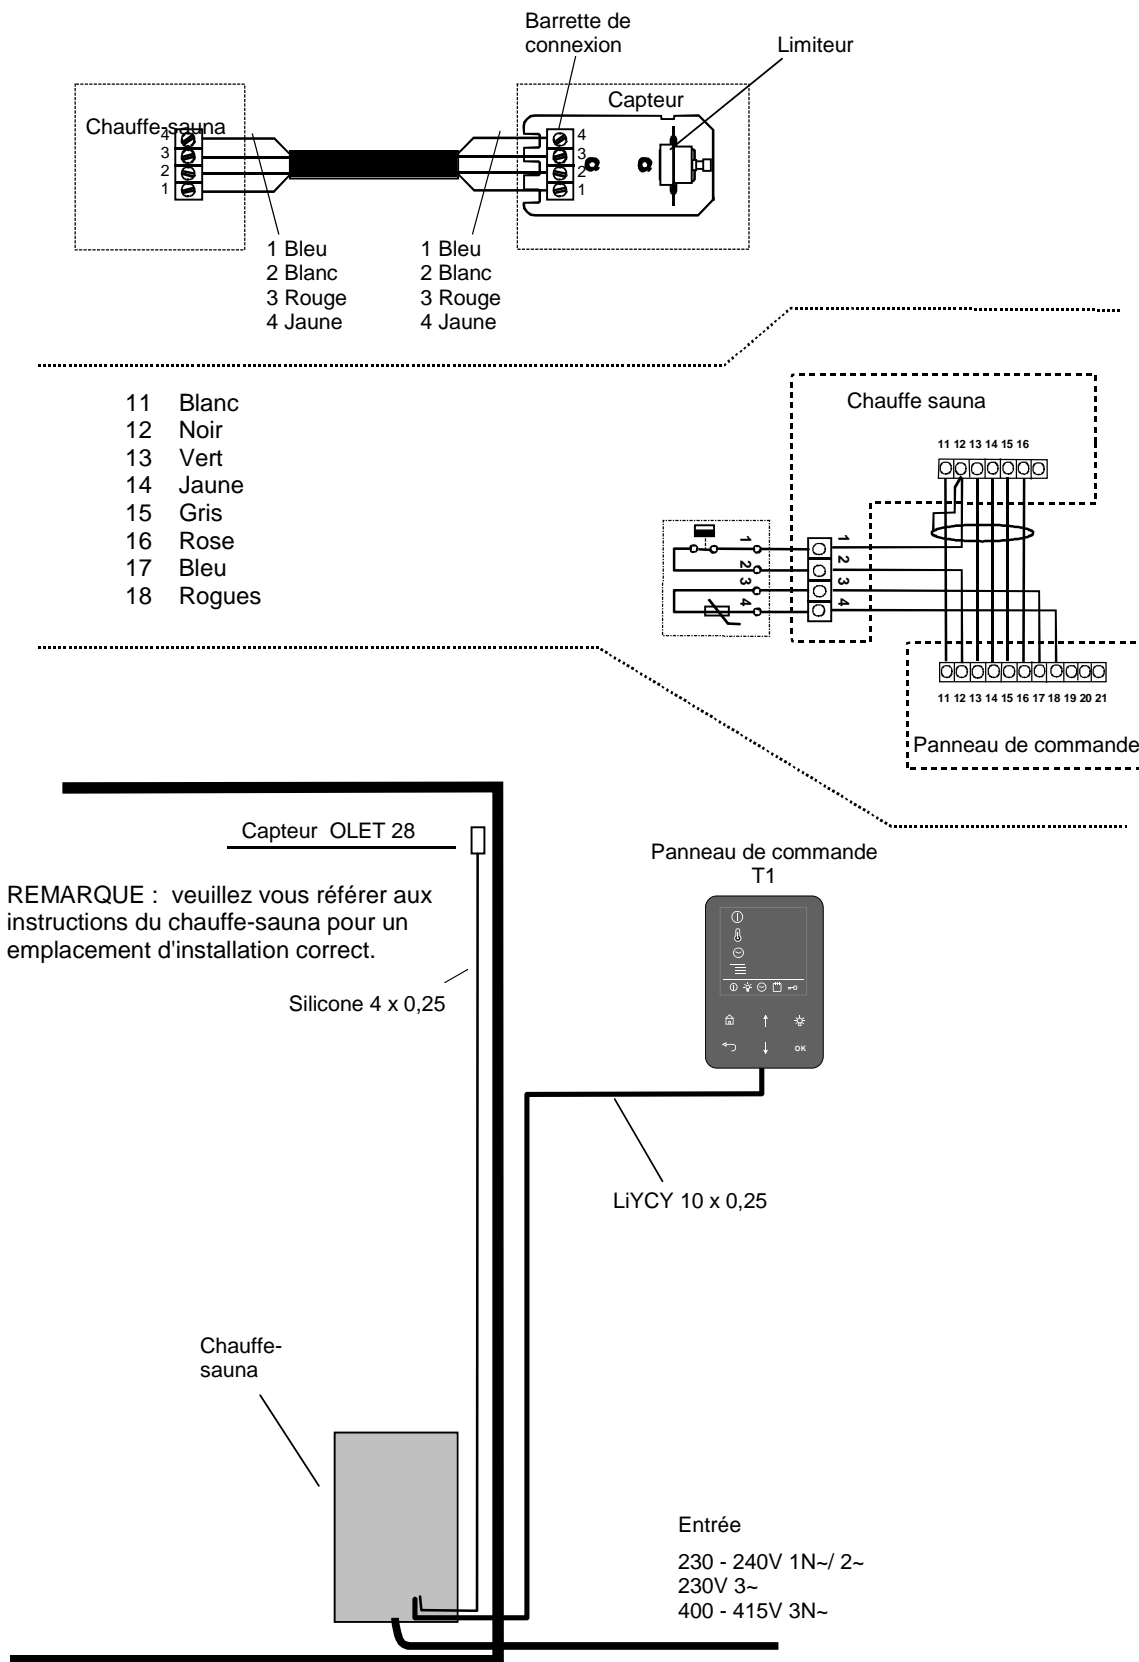 Barrette de
connexion
Limiteur
Chauffe-sauna
Capteur
4
3
2
1
4
3
2
1
1 Bleu
2 Blanc
3 Rouge
4 Jaune
1 Bleu
2 Blanc
3 Rouge
4 Jaune
11 Blanc
12 Noir
13 Vert
14 Jaune
15 Gris
16 Rose
17 Bleu
18 Rogues
Chauffe sauna
11 12 13 14 15 16
1
2
3
4
1
2
3
4
11 12 13 14 15 16 17 18 19 20 21
Panneau de commande
Capteur OLET 28
REMARQUE : veuillez vous référer aux
instructions du chauffe-sauna pour un
emplacement d'installation correct.
Silicone 4 x 0,25
Panneau de commande
T1
OK
LiYCY 10 x 0,25
Chauffe-
sauna
Entrée
230 - 240V 1N~/ 2~
230V 3~
400 - 415V 3N~